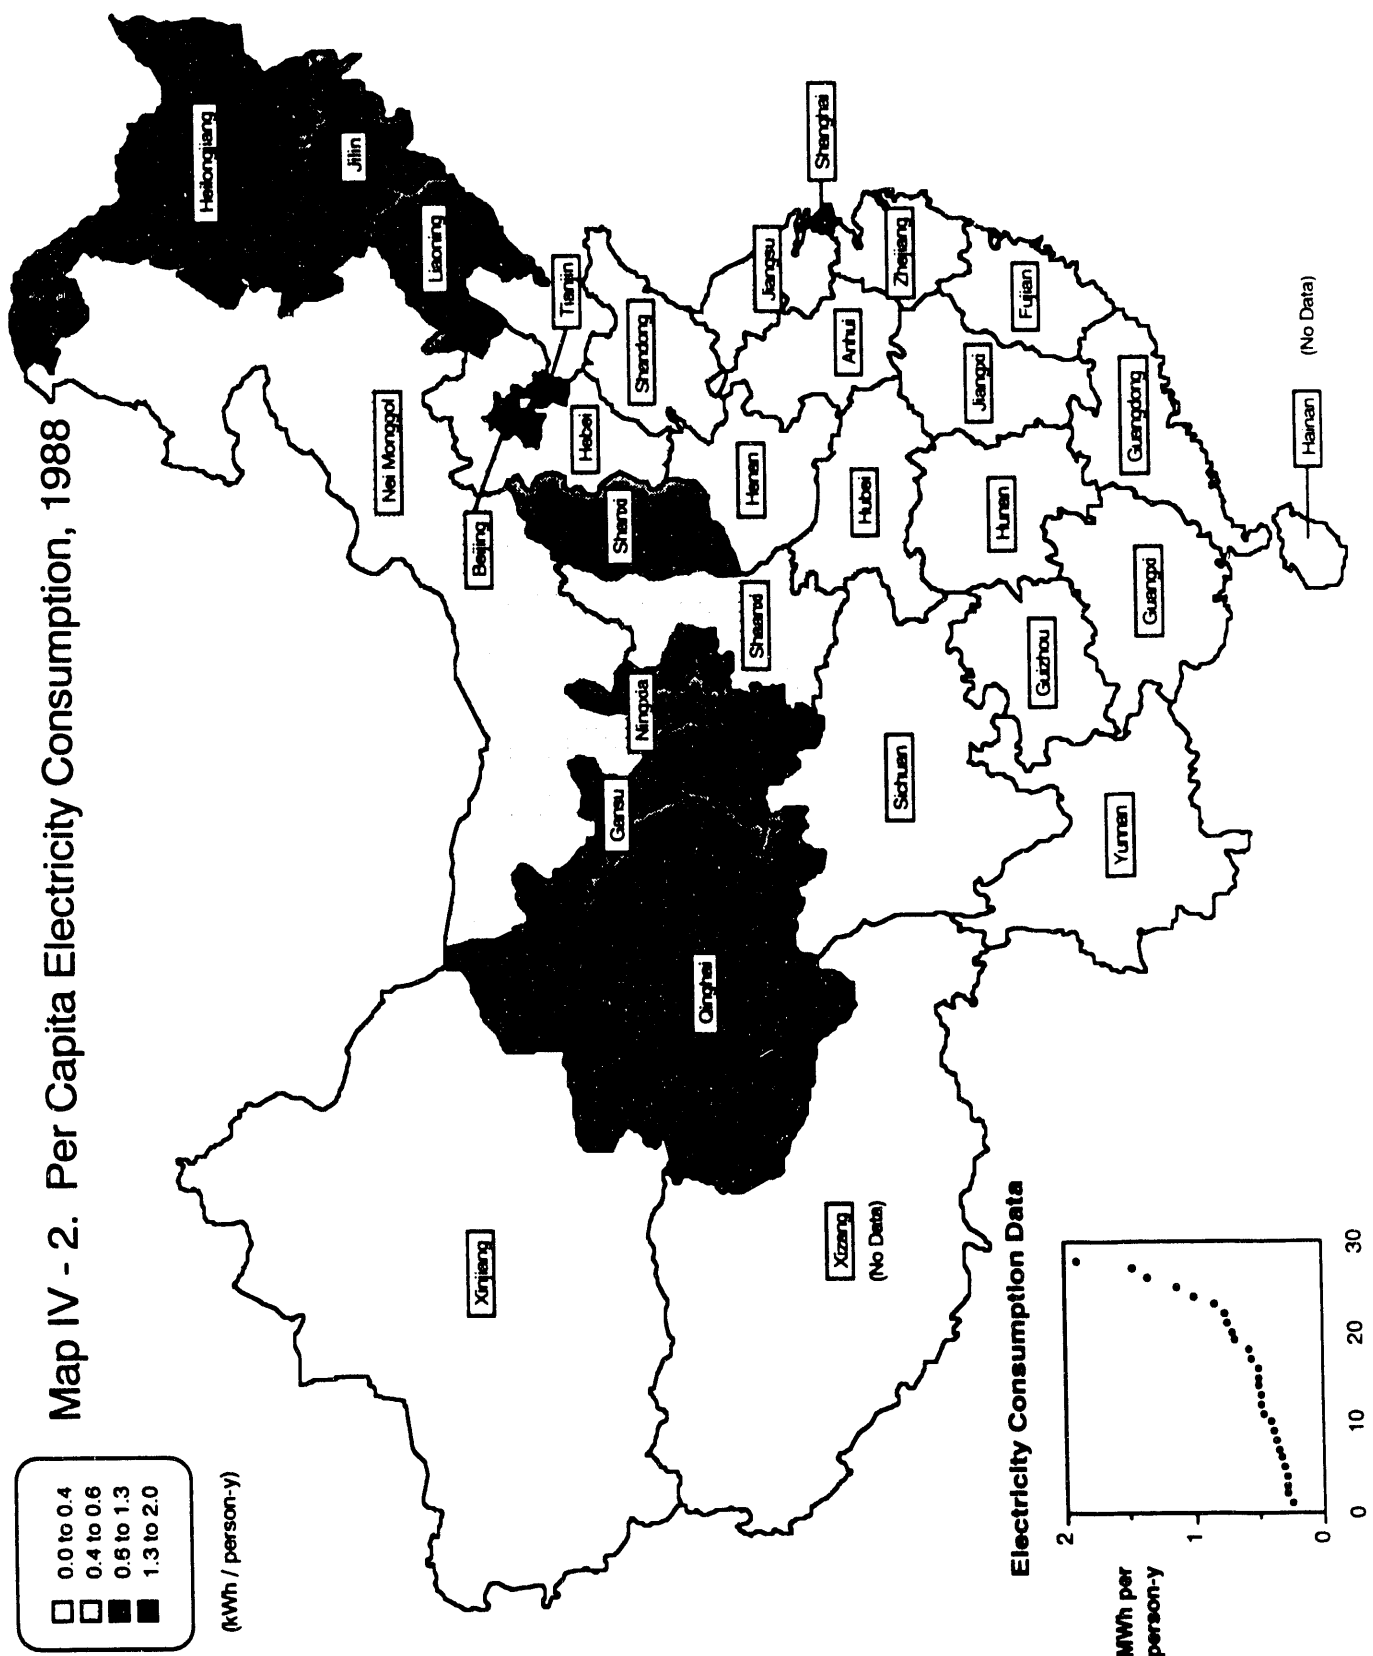 Map IV - 2. Per Capita Electricity Consumption, 1988
0.0 to 0.4
0.4 to 0.6
0.6 to 1.3
1.3 to 2.0
(kWh / person-y)
Heilongjiang
Jilin
Liaoning
Nei Monggol
Beijing
Tianjin
Hebei
Shandong
Shanxi
Shaanxi
Ningxia
Gansu
Qinghai
Xinjiang
Xizang
(No Data)
Henan
Jiangsu
Shanghai
Anhui
Zhejiang
Hubei
Sichuan
Jiangxi
Fujian
Hunan
Guizhou
Yunnan
Guangxi
Guangdong
Hainan
(No Data)
Electricity Consumption Data
MWh per
person-y
2
1
0
0
10
20
30